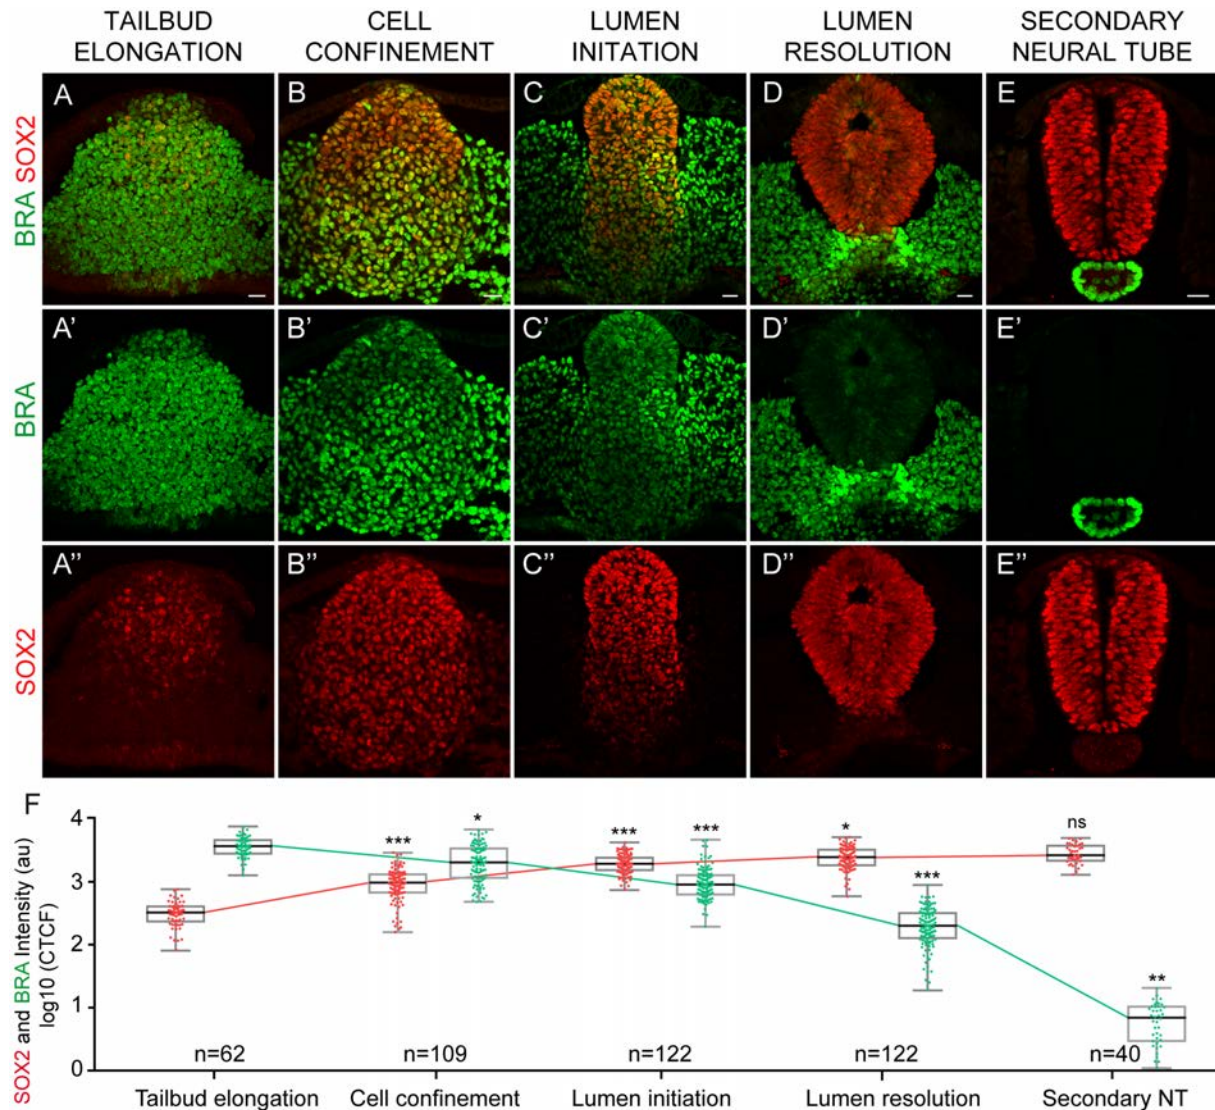 TAILBUD
ELONGATION
CELL
CONFINEMENT
LUMEN
INITATION
LUMEN
RESOLUTION
SECONDARY
NEURAL TUBE
BRA SOX2
A
B
C
D
E
BRA
A'
B'
C'
D'
E'
SOX2
A''
B''
C''
D''
E''
F
SOX2 and BRA Intensity (au)
log10 (CTCF)
4
3
2
1
0
***
*
***
***
*
***
ns
**
n=62
n=109
n=122
n=122
n=40
Tailbud elongation
Cell confinement
Lumen initiation
Lumen resolution
Secondary NT